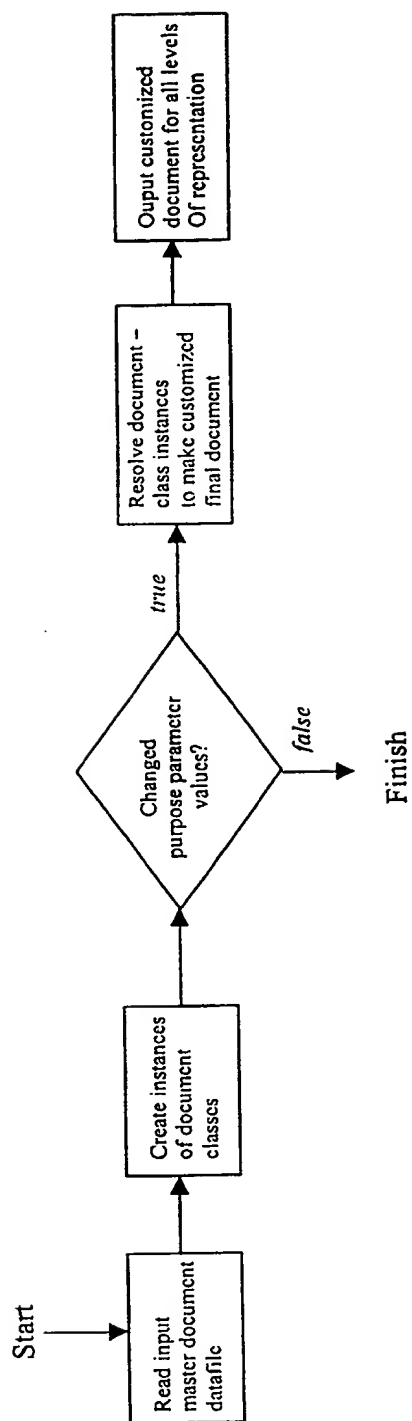 Start
Read input
master document
datafile
Create instances
of document
classes
Changed
purpose parameter
values?
true
false
Finish
Resolve document –
class instances
to make customized
final document
Ouput customized
document for all levels
Of representation